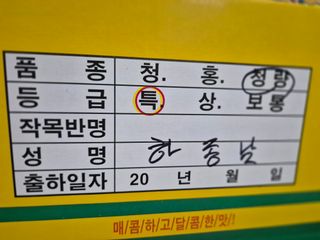 품 종 청. 홍. 청량
등 급 특. 상. 보통
작목반명
성 명 하종남
출하일자 20 년 월 일
매/콤/하/고/달/콤/한/맛/!